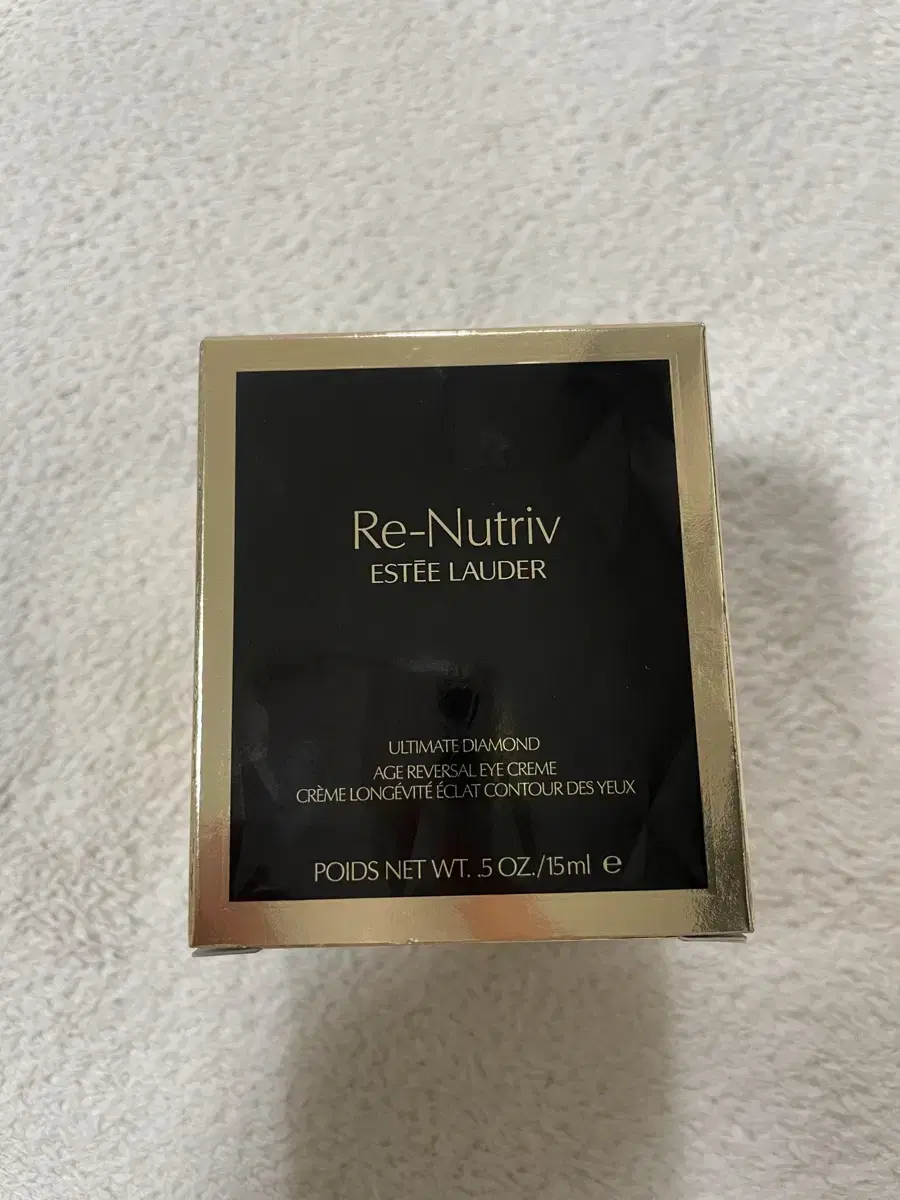 Re-Nutriv
ESTĒE LAUDER
ULTIMATE DIAMOND
AGE REVERSAL EYE CREME
CRÈME LONGÉVITÉ ÉCLAT CONTOUR DES YEUX
POIDS NET WT. .5 OZ./15ml ℮